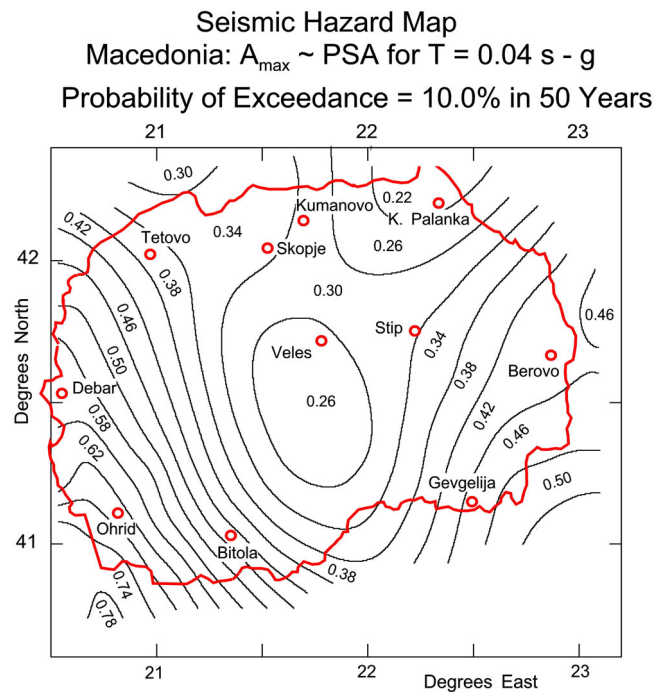 Seismic Hazard Map
Macedonia: Amax ~ PSA for T = 0.04 s - g
Probability of Exceedance = 10.0% in 50 Years
21 22 23
0.30
0.22
Kumanovo
0.42
0.34
K. Palanka
Tetovo
Skopje
0.26
42
0.38
0.30
0.46
0.46
Stip
0.34
0.50
Veles
0.38
Berovo
Debar
0.26
0.42
0.58
0.46
0.62
Gevgelija
0.50
Ohrid
41
Bitola
0.38
0.74
0.78
21 22 23
Degrees East
Degrees North